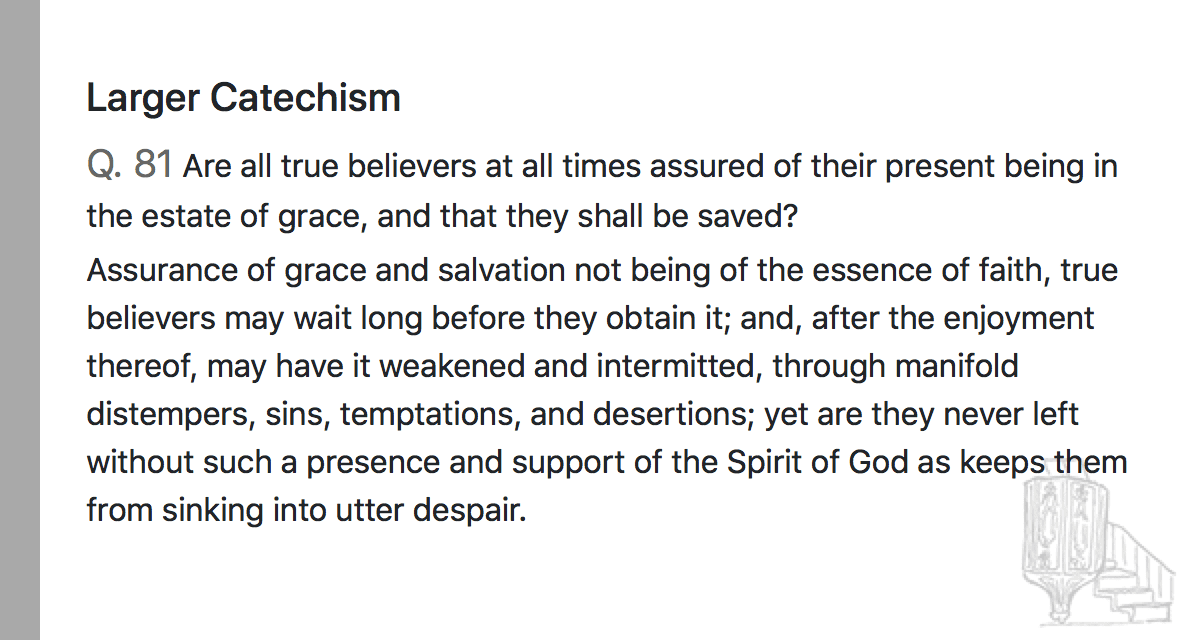 Larger Catechism
Q. 81 Are all true believers at all times assured of their present being in
the estate of grace, and that they shall be saved?
Assurance of grace and salvation not being of the essence of faith, true
believers may wait long before they obtain it; and, after the enjoyment
thereof, may have it weakened and intermitted, through manifold
distempers, sins, temptations, and desertions; yet are they never left
without such a presence and support of the Spirit of God as keeps them
from sinking into utter despair.